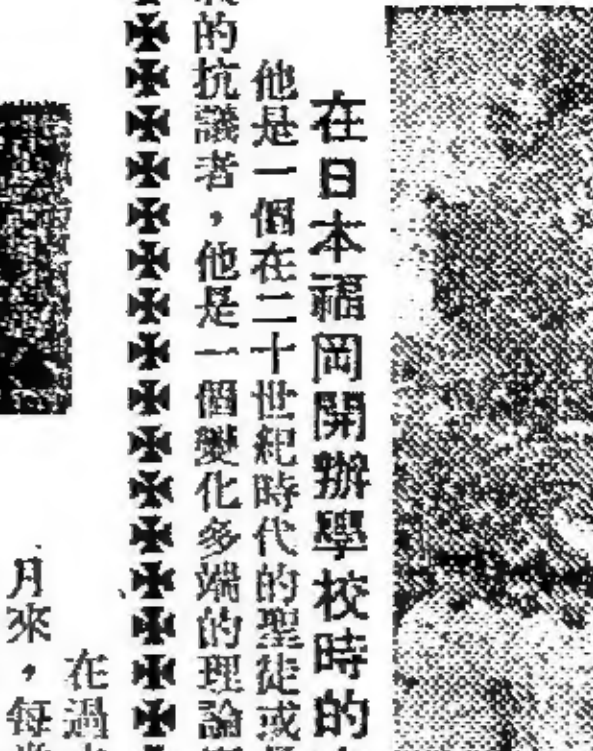 在日本福岡開辦學校時的
他是一個在二十世紀時代的聖徒或
的抗議者，他是一個變化多端的理論
在過
月來，每